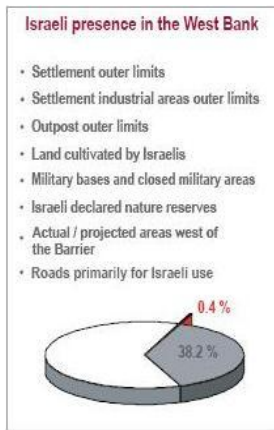 Israeli presence in the West Bank
• Settlement outer limits
• Settlement industrial areas outer limits
• Outpost outer limits
• Land cultivated by Israelis
• Military bases and closed military areas
• Israeli declared nature reserves
• Actual / projected areas west of
the Barrier
• Roads primarily for Israeli use
0.4 %
38.2 %